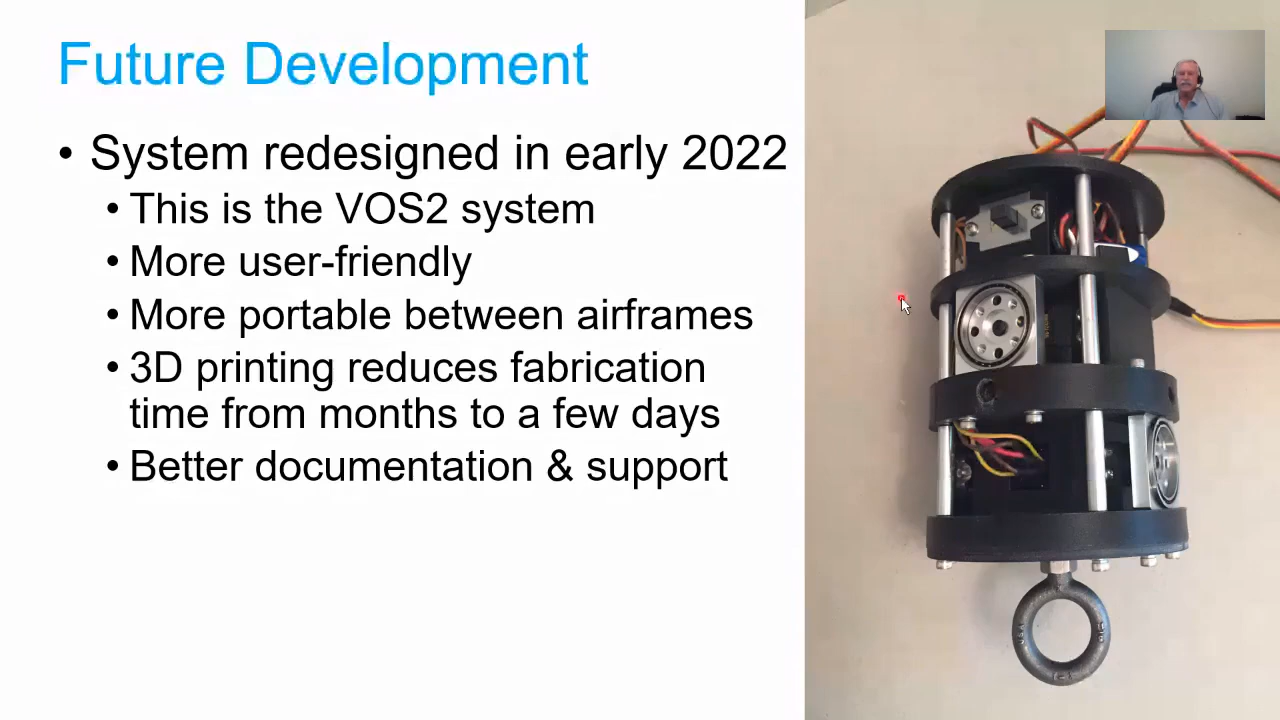 Future Development
• System redesigned in early 2022
• This is the VOS2 system
• More user-friendly
• More portable between airframes
• 3D printing reduces fabrication
time from months to a few days
• Better documentation & support
USA